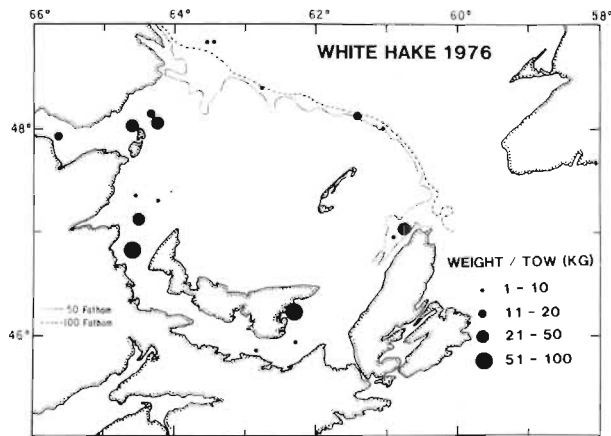 66° 64° 62° 60° 58°
WHITE HAKE 1976
48°
WEIGHT / TOW (KG)
1 - 10
50 Fathom
11 - 20
100 Fathom
21 - 50
46°
51 - 100